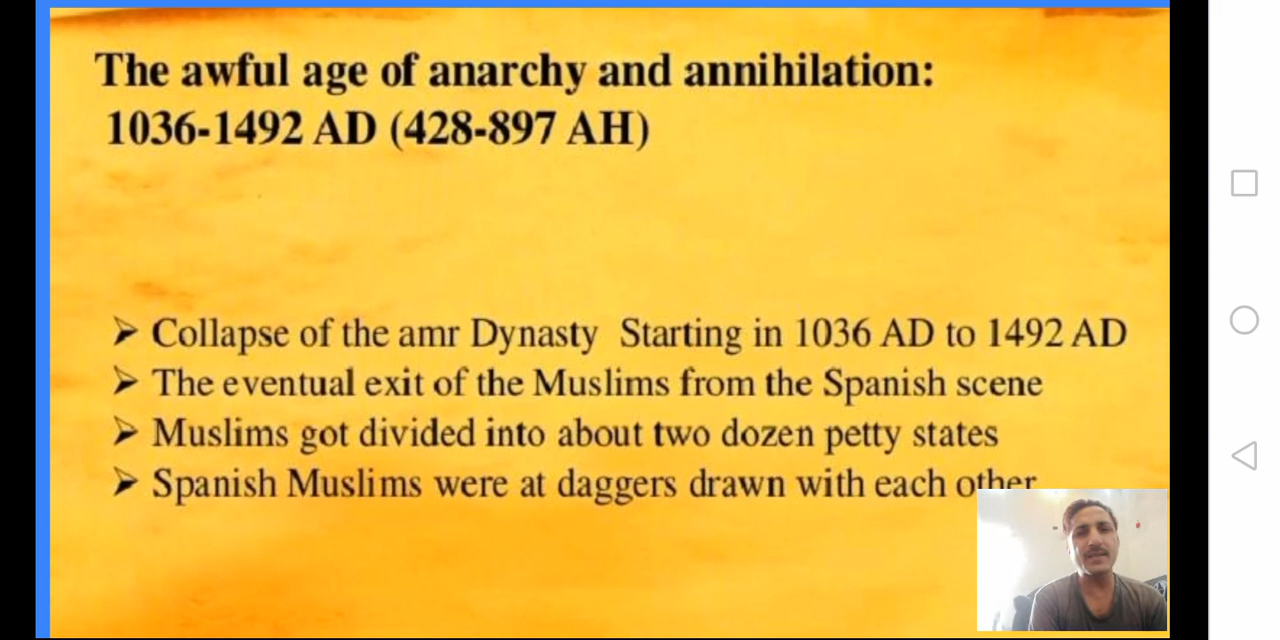 The awful age of anarchy and annihilation:
1036-1492 AD (428-897 AH)
➢ Collapse of the amr Dynasty Starting in 1036 AD to 1492 AD
➢ The eventual exit of the Muslims from the Spanish scene
➢ Muslims got divided into about two dozen petty states
➢ Spanish Muslims were at daggers drawn with each other